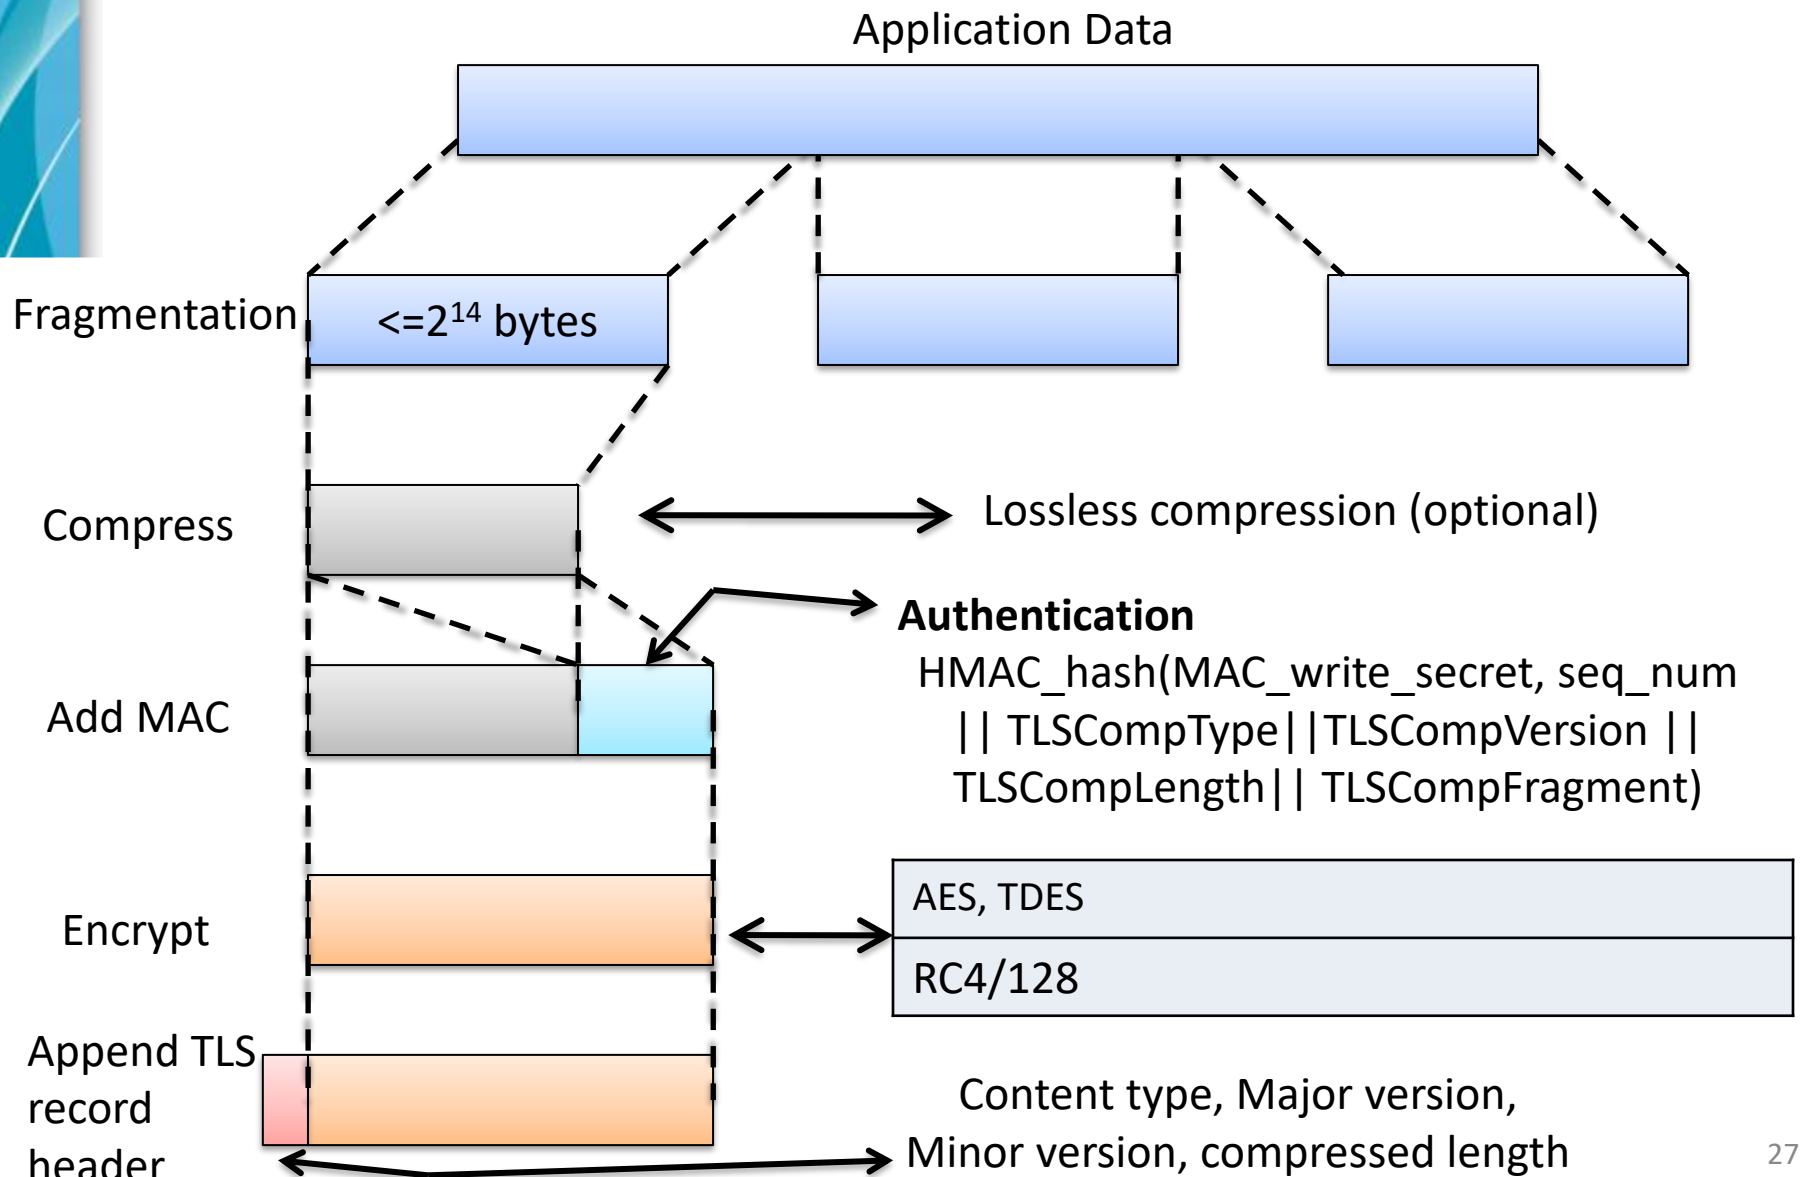 Application Data
Fragmentation
<=2¹⁴ bytes
Compress
Lossless compression (optional)
Authentication
HMAC_hash(MAC_write_secret, seq_num
|| TLSCompType||TLSCompVersion ||
TLSCompLength|| TLSCompFragment)
Add MAC
Encrypt
AES, TDES
RC4/128
Append TLS
record
header
Content type, Major version,
Minor version, compressed length
27